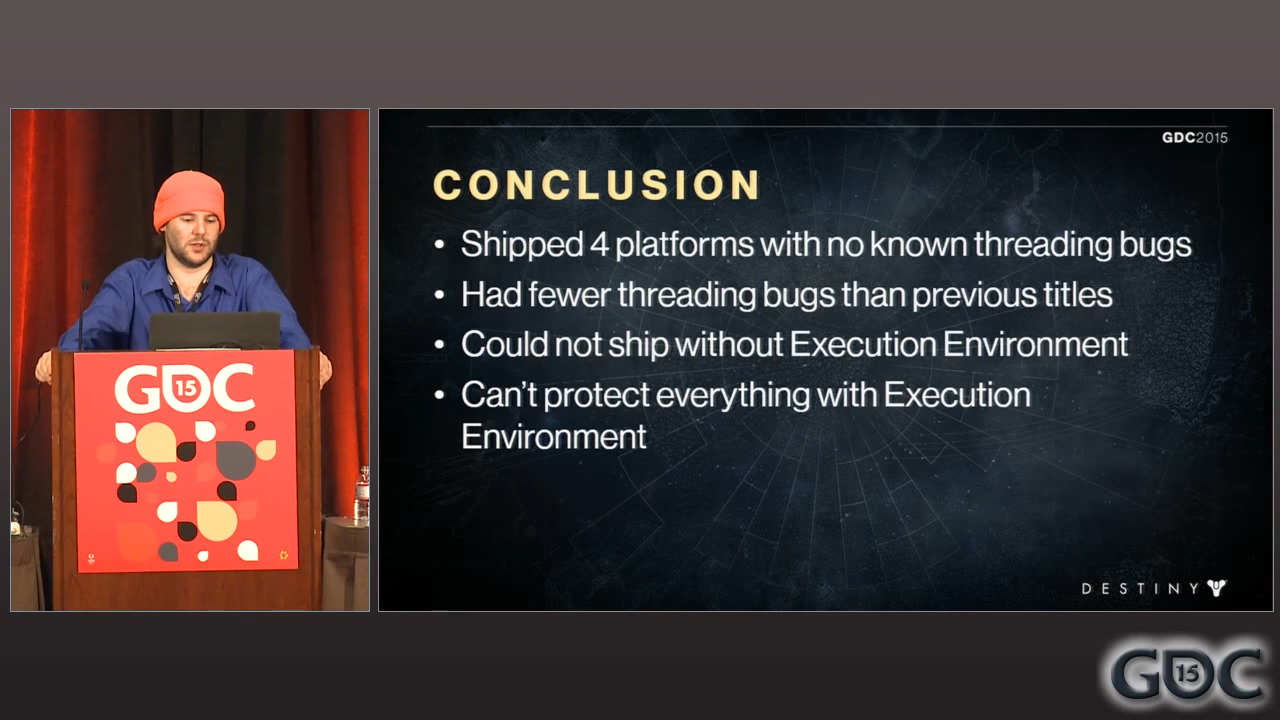 GDC2015
CONCLUSION
• Shipped 4 platforms with no known threading bugs
• Had fewer threading bugs than previous titles
• Could not ship without Execution Environment
• Can't protect everything with Execution
Environment
DESTINY
GDC
15
GDC
15